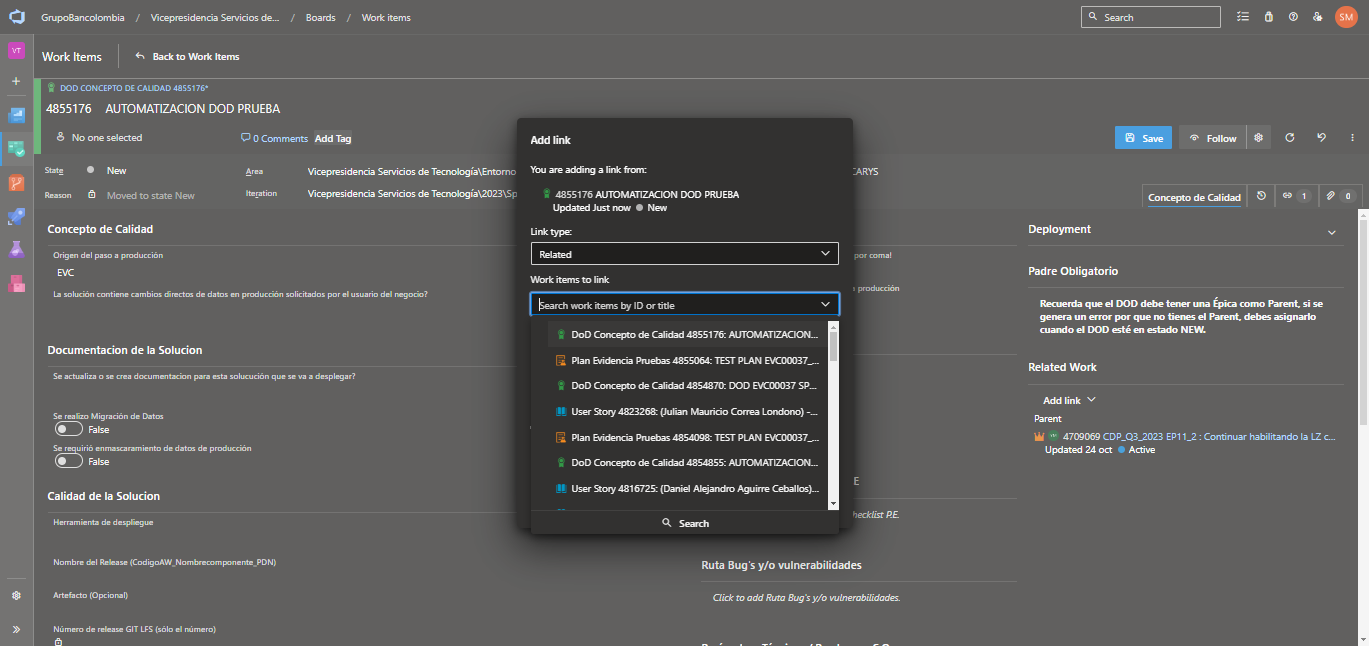 GrupoBancolombia / Vicepresidencia Servicios de... / Boards / Work items
Search
SM
VT
Work Items
Back to Work Items
DOD CONCEPTO DE CALIDAD 4855176*
4855176 AUTOMATIZACION DOD PRUEBA
No one selected
0 Comments
Add Tag
Save
Follow
State
New
Area
Vicepresidencia Servicios de Tecnología\Entorno
CARYS
Reason
Moved to state New
Iteration
Vicepresidencia Servicios de Tecnología\2023\Sp
Concepto de Calidad
1
0
Concepto de Calidad
Origen del paso a producción
EVC
La solución contiene cambios directos de datos en producción solicitados por el usuario del negocio?
Documentacion de la Solucion
Se actualiza o se crea documentacion para esta solucución que se va a desplegar?
Se realizo Migración de Datos
False
Se requirió enmascaramiento de datos de producción
False
Calidad de la Solucion
Herramienta de despliegue
Nombre del Release (CodigoAW_Nombrecomponente_PDN)
Artefacto (Opcional)
Número de release GIT LFS (sólo el número)
Add link
You are adding a link from:
4855176 AUTOMATIZACION DOD PRUEBA
Updated Just now New
Link type:
Related
Work items to link
Search work items by ID or title
DoD Concepto de Calidad 4855176: AUTOMATIZACION...
Plan Evidencia Pruebas 4855064: TEST PLAN EVC00037_...
DoD Concepto de Calidad 4854870: DOD EVC00037 SP...
User Story 4823268: (Julian Mauricio Correa Londono) -...
Plan Evidencia Pruebas 4854098: TEST PLAN EVC00037_...
DoD Concepto de Calidad 4854855: AUTOMATIZACION...
User Story 4816725: (Daniel Alejandro Aguirre Ceballos)...
Search
por comal
producción
E
hecklist P.E.
Ruta Bug's y/o vulnerabilidades
Click to add Ruta Bug's y/o vulnerabilidades.
Deployment
Padre Obligatorio
Recuerda que el DOD debe tener una Épica como Parent, si se
genera un error por que no tienes el Parent, debes asignarlo
cuando el DOD esté en estado NEW.
Related Work
Add link
Parent
4709069 CDP_Q3_2023 EP11_2 : Continuar habilitando la LZ c...
Updated 24 oct Active